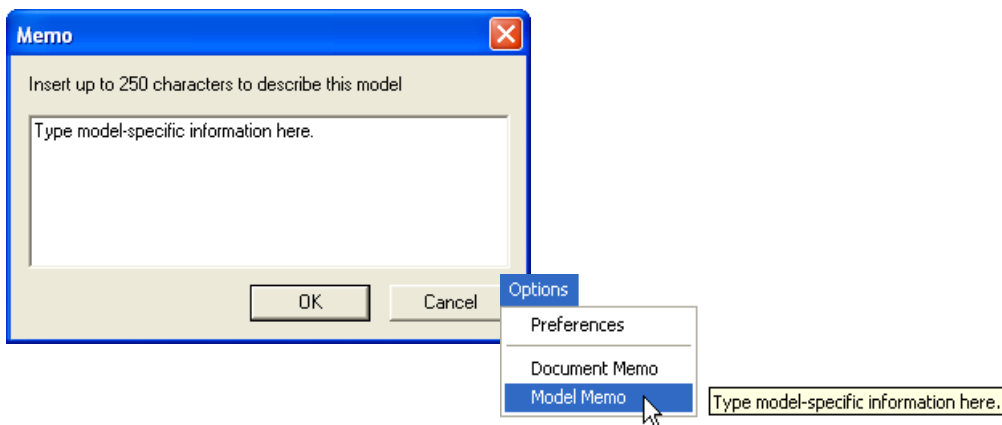 Memo
Insert up to 250 characters to describe this model
Type model-specific information here.
OK Cancel
Options
Preferences
Document Memo
Model Memo
Type model-specific information here.